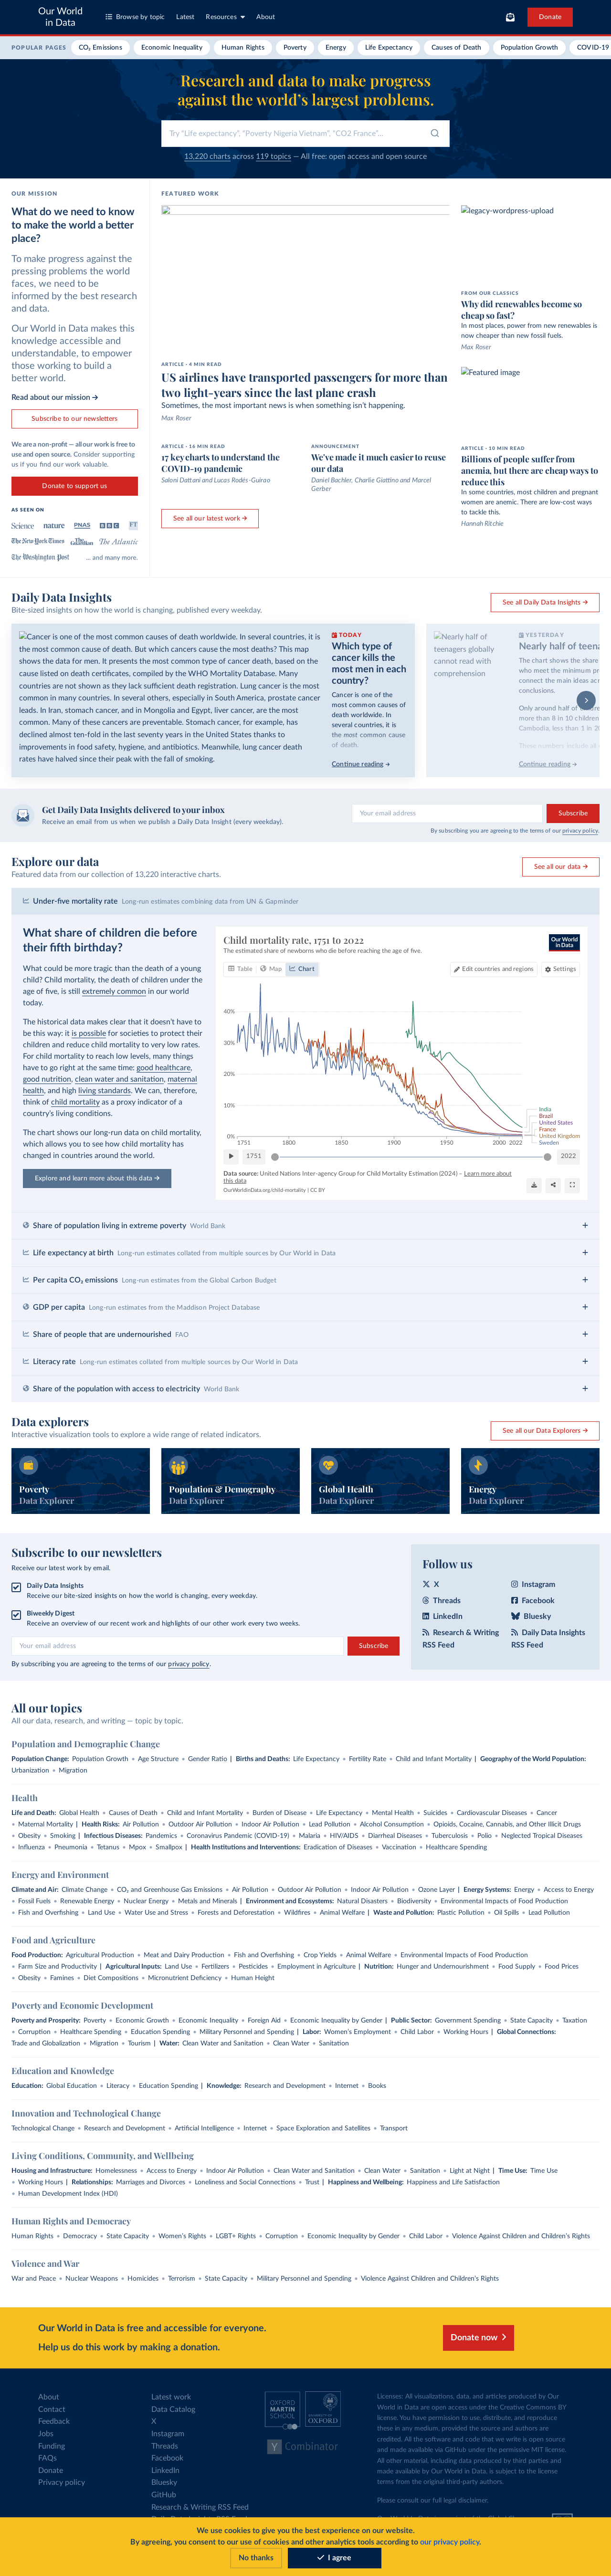 Our World
in Data
Browse by topic
Latest
Resources
About
Donate
POPULAR PAGES
CO₂ Emissions
Economic Inequality
Human Rights
Poverty
Energy
Life Expectancy
Causes of Death
Population Growth
COVID-19
Research and data to make progress
against the world's largest problems.
Try "Life expectancy", "Poverty Nigeria Vietnam", "CO2 France"...
13,220 charts across 119 topics — All free: open access and open source
OUR MISSION
What do we need to know
to make the world a better
place?
To make progress against the
pressing problems the world
faces, we need to be
informed by the best research
and data.
Our World in Data makes this
knowledge accessible and
understandable, to empower
those working to build a
better world.
Read about our mission →
Subscribe to our newsletters
We are a non-profit — all our work is free to
use and open source. Consider supporting
us if you find our work valuable.
Donate to support us
AS SEEN ON
Science
nature
PNAS
BBC
FT
The New York Times
The Guardian
The Atlantic
The Washington Post
... and many more.
FEATURED WORK
ARTICLE · 4 MIN READ
US airlines have transported passengers for more than
two light-years since the last plane crash
Sometimes, the most important news is when something isn't happening.
Max Roser
ARTICLE · 16 MIN READ
17 key charts to understand the
COVID-19 pandemic
Saloni Dattani and Lucas Rodés-Guirao
ANNOUNCEMENT
We've made it much easier to reuse
our data
Daniel Bachler, Charlie Giattino and Marcel
Gerber
See all our latest work →
legacy-wordpress-upload
FROM OUR CLASSICS
Why did renewables become so
cheap so fast?
In most places, power from new renewables is
now cheaper than new fossil fuels.
Max Roser
Featured image
ARTICLE · 10 MIN READ
Billions of people suffer from
anemia, but there are cheap ways to
reduce this
In some countries, most children and pregnant
women are anemic. There are low-cost ways
to tackle this.
Hannah Ritchie
Daily Data Insights
Bite-sized insights on how the world is changing, published every weekday.
See all Daily Data Insights →
Cancer is one of the most common causes of death worldwide. In several countries, it is
the most common cause of death. But which cancer causes the most deaths? This map
shows the data for men. It presents the most common type of cancer death, based on the
least listed on death certificates, compiled by the WHO Mortality Database. Many
countries are not shown as they lack sufficient death registration. Lung cancer is the most
common in many countries. In others, especially in South America, prostate cancer
leads. In Iran, stomach cancer, and in Mongolia and Egypt, liver cancer, are the most
common. Many of these cancers are preventable. Stomach cancer, for example, has
declined almost ten-fold in the last seventy years in the United States thanks to
improvements in food safety, hygiene, and antibiotics. Meanwhile, lung cancer death
rates have halved since their peak with the fall of smoking.
TODAY
Which type of
cancer kills the
most men in each
country?
Cancer is one of the
most common causes of
death worldwide. In
several countries, it is
the most common cause
of death.
Continue reading →
Nearly half of
teenagers globally
cannot read with
comprehension
YESTERDAY
Nearly half of teena
The chart shows the share
who meet the minimum pro
connect the main ideas acro
conclusions.
Only around half of
more than 8 in 10 children
Cambodia, less than 1 in 2
Continue reading →
Get Daily Data Insights delivered to your inbox
Receive an email from us when we publish a Daily Data Insight (every weekday).
Your email address
Subscribe
By subscribing you are agreeing to the terms of our privacy policy.
Explore our data
Featured data from our collection of 13,220 interactive charts.
See all our data →
Under-five mortality rate Long-run estimates combining data from UN & Gapminder
What share of children die before
their fifth birthday?
What could be more tragic than the death of a young
child? Child mortality, the death of children under the
age of five, is still extremely common in our world
today.
The historical data makes clear that it doesn't have to
be this way: it is possible for societies to protect their
children and reduce child mortality to very low rates.
For child mortality to reach low levels, many things
have to go right at the same time: good healthcare,
good nutrition, clean water and sanitation, maternal
health, and high living standards. We can, therefore,
think of child mortality as a proxy indicator of a
country's living conditions.
The chart shows our long-run data on child mortality,
which allows you to see how child mortality has
changed in countries around the world.
Explore and learn more about this data →
Child mortality rate, 1751 to 2022
The estimated share of newborns who die before reaching the age of five.
Our World
in Data
Table
Map
Chart
Edit countries and regions
Settings
40%
30%
20%
10%
0%
1751
1800
1850
1900
1950
2000
2022
India
Brazil
United States
France
United Kingdom
Sweden
1751
2022
Data source: United Nations Inter-agency Group for Child Mortality Estimation (2024) – Learn more about
this data
OurWorldinData.org/child-mortality | CC BY
Share of population living in extreme poverty World Bank
Life expectancy at birth Long-run estimates collated from multiple sources by Our World in Data
Per capita CO₂ emissions Long-run estimates from the Global Carbon Budget
GDP per capita Long-run estimates from the Maddison Project Database
Share of people that are undernourished FAO
Literacy rate Long-run estimates collated from multiple sources by Our World in Data
Share of the population with access to electricity World Bank
Data explorers
Interactive visualization tools to explore a wide range of related indicators.
See all our Data Explorers →
Poverty
Data Explorer
Population & Demography
Data Explorer
Global Health
Data Explorer
Energy
Data Explorer
Subscribe to our newsletters
Receive our latest work by email.
Daily Data Insights
Receive our bite-sized insights on how the world is changing, every weekday.
Biweekly Digest
Receive an overview of our recent work and highlights of our other work every two weeks.
Your email address
Subscribe
By subscribing you are agreeing to the terms of our privacy policy.
Follow us
X
Instagram
Threads
Facebook
LinkedIn
Bluesky
Research & Writing
RSS Feed
Daily Data Insights
RSS Feed
All our topics
All our data, research, and writing — topic by topic.
Population and Demographic Change
Population Change: Population Growth • Age Structure • Gender Ratio | Births and Deaths: Life Expectancy • Fertility Rate • Child and Infant Mortality | Geography of the World Population:
Urbanization • Migration
Health
Life and Death: Global Health • Causes of Death • Child and Infant Mortality • Burden of Disease • Life Expectancy • Mental Health • Suicides • Cardiovascular Diseases • Cancer
• Maternal Mortality | Health Risks: Air Pollution • Outdoor Air Pollution • Indoor Air Pollution • Lead Pollution • Alcohol Consumption • Opioids, Cocaine, Cannabis, and Other Illicit Drugs
• Obesity • Smoking | Infectious Diseases: Pandemics • Coronavirus Pandemic (COVID-19) • Malaria • HIV/AIDS • Diarrheal Diseases • Tuberculosis • Polio • Neglected Tropical Diseases
• Influenza • Pneumonia • Tetanus • Mpox • Smallpox | Health Institutions and Interventions: Eradication of Diseases • Vaccination • Healthcare Spending
Energy and Environment
Climate and Air: Climate Change • CO₂ and Greenhouse Gas Emissions • Air Pollution • Outdoor Air Pollution • Indoor Air Pollution • Ozone Layer | Energy Systems: Energy • Access to Energy
• Fossil Fuels • Renewable Energy • Nuclear Energy • Metals and Minerals | Environment and Ecosystems: Natural Disasters • Biodiversity • Environmental Impacts of Food Production
• Fish and Overfishing • Land Use • Water Use and Stress • Forests and Deforestation • Wildfires • Animal Welfare | Waste and Pollution: Plastic Pollution • Oil Spills • Lead Pollution
Food and Agriculture
Food Production: Agricultural Production • Meat and Dairy Production • Fish and Overfishing • Crop Yields • Animal Welfare • Environmental Impacts of Food Production
• Farm Size and Productivity | Agricultural Inputs: Land Use • Fertilizers • Pesticides • Employment in Agriculture | Nutrition: Hunger and Undernourishment • Food Supply • Food Prices
• Obesity • Famines • Diet Compositions • Micronutrient Deficiency • Human Height
Poverty and Economic Development
Poverty and Prosperity: Poverty • Economic Growth • Economic Inequality • Foreign Aid • Economic Inequality by Gender | Public Sector: Government Spending • State Capacity • Taxation
• Corruption • Healthcare Spending • Education Spending • Military Personnel and Spending | Labor: Women's Employment • Child Labor • Working Hours | Global Connections:
Trade and Globalization • Migration • Tourism | Water: Clean Water and Sanitation • Clean Water • Sanitation
Education and Knowledge
Education: Global Education • Literacy • Education Spending | Knowledge: Research and Development • Internet • Books
Innovation and Technological Change
Technological Change • Research and Development • Artificial Intelligence • Internet • Space Exploration and Satellites • Transport
Living Conditions, Community, and Wellbeing
Housing and Infrastructure: Homelessness • Access to Energy • Indoor Air Pollution • Clean Water and Sanitation • Clean Water • Sanitation • Light at Night | Time Use: Time Use
• Working Hours | Relationships: Marriages and Divorces • Loneliness and Social Connections • Trust | Happiness and Wellbeing: Happiness and Life Satisfaction
• Human Development Index (HDI)
Human Rights and Democracy
Human Rights • Democracy • State Capacity • Women's Rights • LGBT+ Rights • Corruption • Economic Inequality by Gender • Child Labor • Violence Against Children and Children's Rights
Violence and War
War and Peace • Nuclear Weapons • Homicides • Terrorism • State Capacity • Military Personnel and Spending • Violence Against Children and Children's Rights
Our World in Data is free and accessible for everyone.
Help us do this work by making a donation.
Donate now
About
Contact
Feedback
Jobs
Funding
FAQs
Donate
Privacy policy
Latest work
Data Catalog
X
Instagram
Threads
Facebook
LinkedIn
Bluesky
GitHub
Research & Writing RSS Feed
OXFORD
MARTIN
SCHOOL
UNIVERSITY OF
OXFORD
Y Combinator
Licenses: All visualizations, data, and articles produced by Our
World in Data are open access under the Creative Commons BY
license. You have permission to use, distribute, and reproduce
these in any medium, provided the source and authors are
credited. All the software and code that we write is open source
and made available via GitHub under the permissive MIT license.
All other material, including data produced by third parties and
made available by Our World in Data, is subject to the license
terms from the original third-party authors.
Please consult our full legal disclaimer.
We use cookies to give you the best experience on our website.
By agreeing, you consent to our use of cookies and other analytics tools according to our privacy policy.
No thanks
I agree